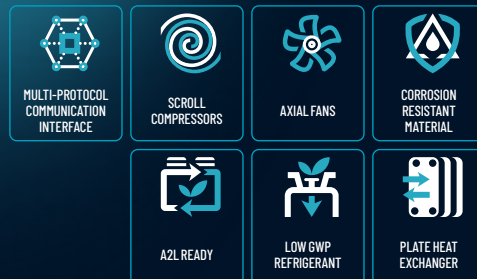 MULTI-PROTOCOL
COMMUNICATION
INTERFACE
SCROLL
COMPRESSORS
AXIAL FANS
CORROSION
RESISTANT
MATERIAL
A2L READY
LOW GWP
REFRIGERANT
PLATE HEAT
EXCHANGER